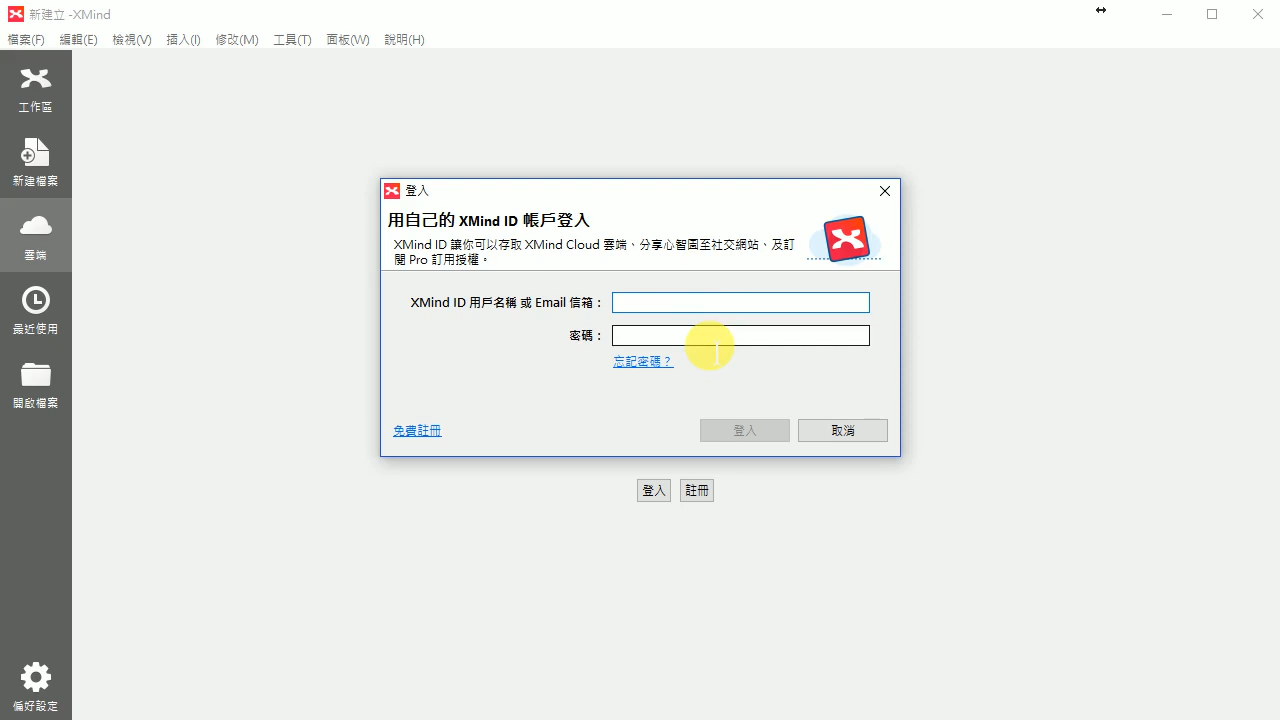 新建立 -XMind
檔案(F) 編輯(E) 檢視(V) 插入(I) 修改(M) 工具(T) 面板(W) 說明(H)
工作區
新建檔案
雲端
最近使用
開啟檔案
偏好設定
登入
用自己的 XMind ID 帳戶登入
XMind ID 讓你可以存取 XMind Cloud 雲端、分享心智圖至社交網站、及訂
閱 Pro 訂用授權。
XMind ID 用戶名稱 或 Email 信箱：
密碼：
忘記密碼？
免費註冊
登入 取消
登入 註冊